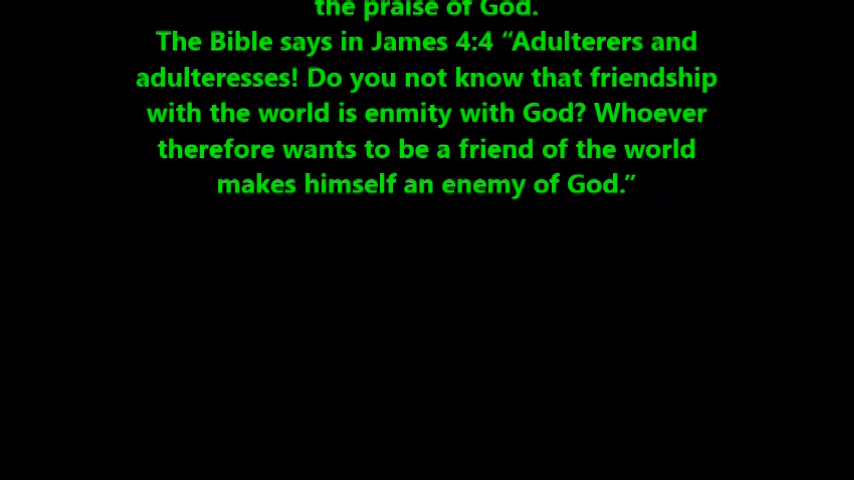 the praise of God.
The Bible says in James 4:4 “Adulterers and
adulteresses! Do you not know that friendship
with the world is enmity with God? Whoever
therefore wants to be a friend of the world
makes himself an enemy of God.”